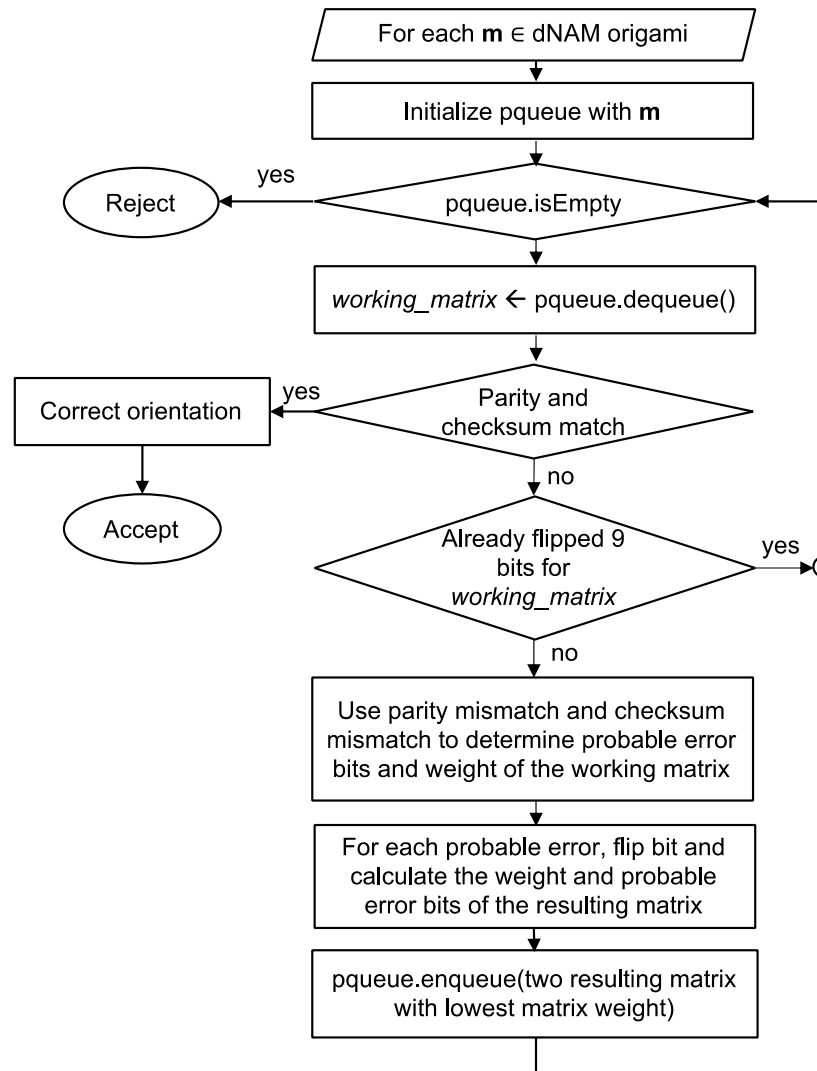 For each m ∈ dNAM origami
Initialize pqueue with m
yes
Reject
pqueue.isEmpty
working_matrix ← pqueue.dequeue()
yes
Correct orientation
Parity and
checksum match
no
Accept
Already flipped 9
bits for
working_matrix
yes
no
Use parity mismatch and checksum
mismatch to determine probable error
bits and weight of the working matrix
For each probable error, flip bit and
calculate the weight and probable
error bits of the resulting matrix
pqueue.enqueue(two resulting matrix
with lowest matrix weight)